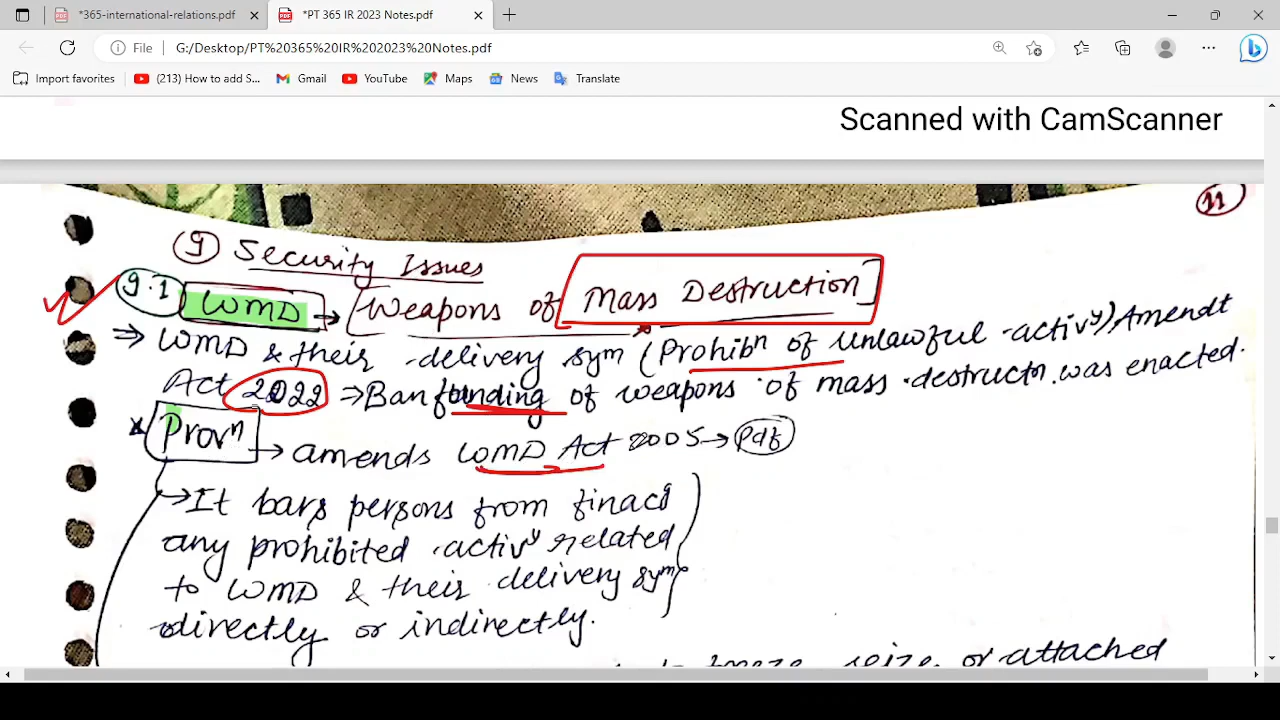 *365-international-relations.pdf
*PT 365 IR 2023 Notes.pdf
File G:/Desktop/PT%20365%20IR%202023%20Notes.pdf
Import favorites (213) How to add S... Gmail YouTube Maps News Translate
Scanned with CamScanner
11
9 Security Issues
9.1 WMD → [Weapons of Mass Destruction]
⇒ WMD & their delivery sym (Prohibn of Unlawful activy) Amendt
Act 2022 ⇒ Ban funding of weapons of mass destructn. was enacted.
* Provn → amends WMD Act 2005 → Pdf
→ It bars persons from finacg
any prohibited activy related
to WMD & their delivery sym
directly or indirectly.
to freeze, seize or attached